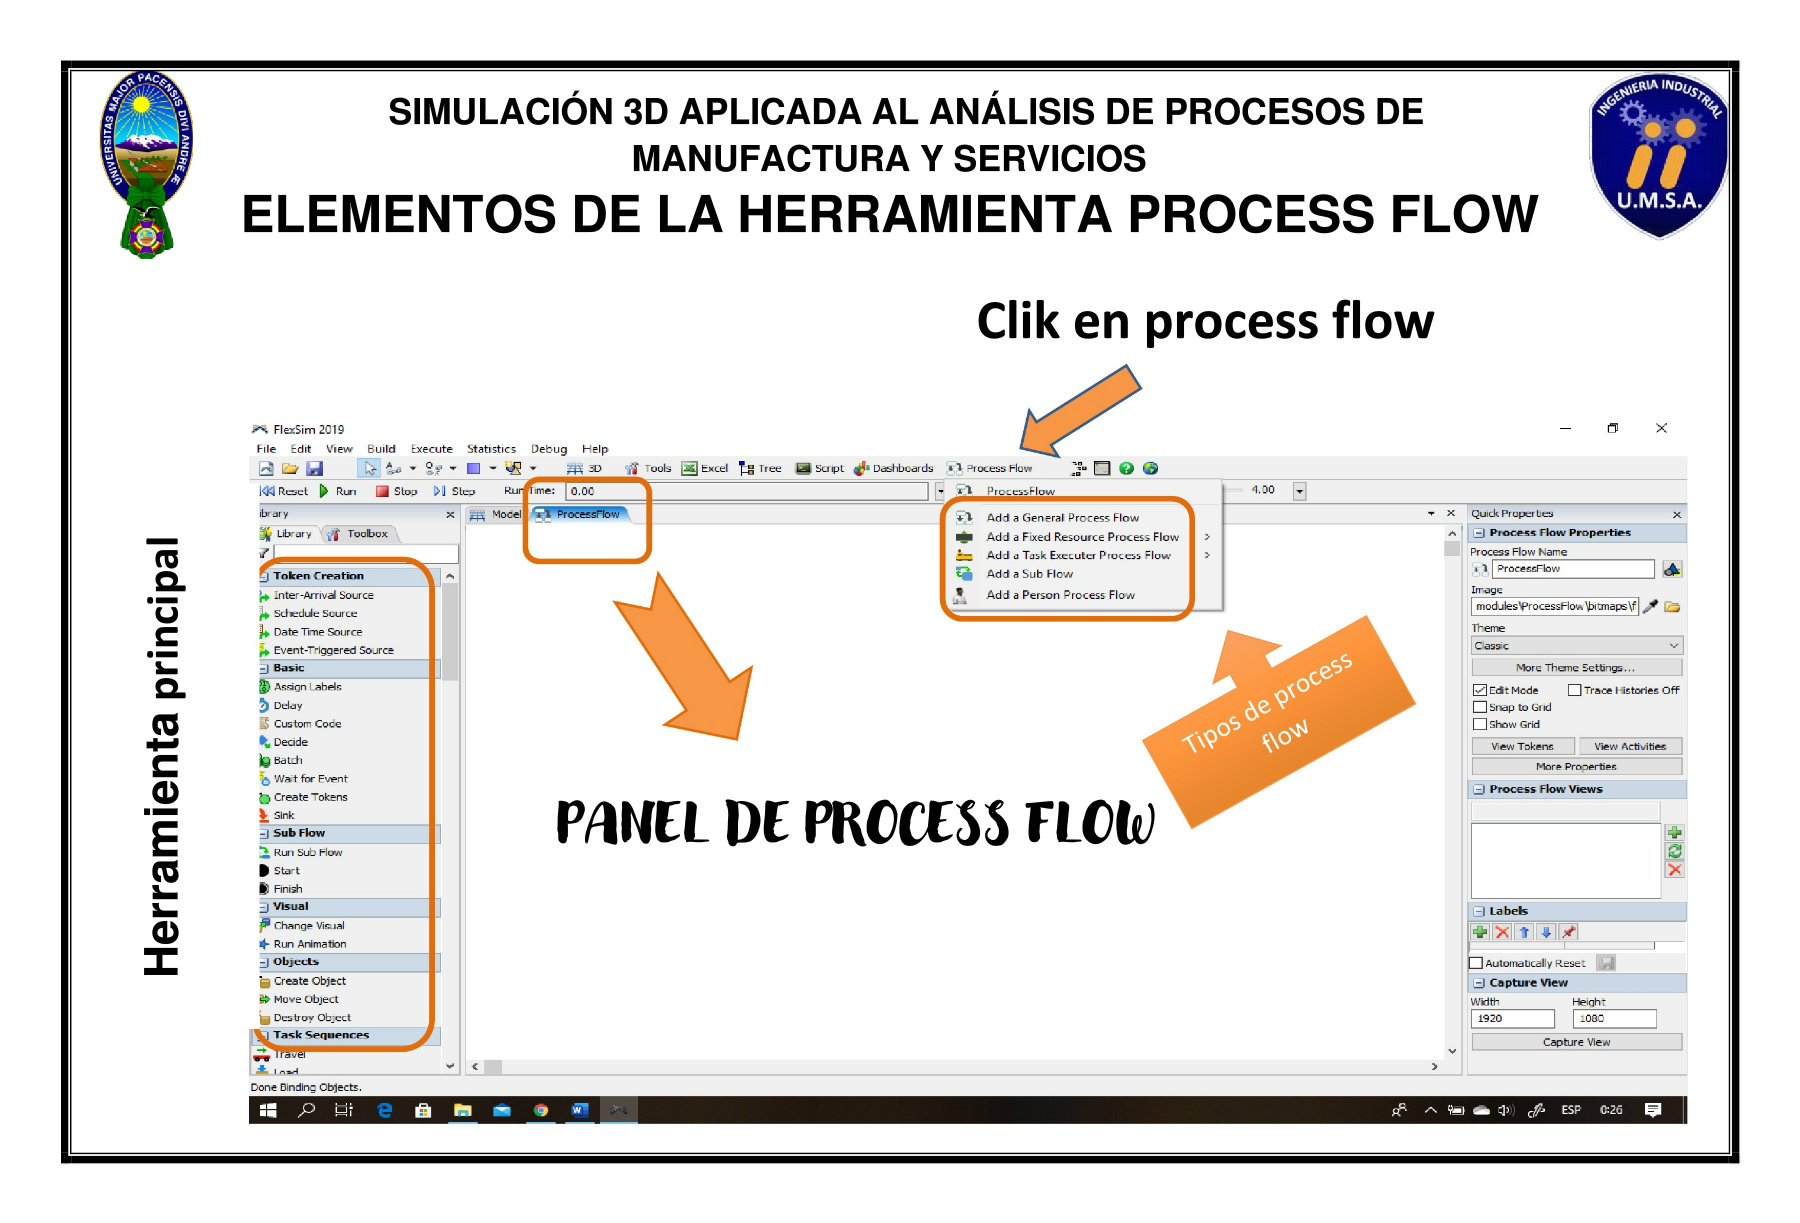 SIMULACIÓN 3D APLICADA AL ANÁLISIS DE PROCESOS DE
MANUFACTURA Y SERVICIOS
ELEMENTOS DE LA HERRAMIENTA PROCESS FLOW
UNIVERSITAS MAJOR PACENSIS DIVI ANDRE Æ
INGENIERIA INDUSTRIAL
U.M.S.A.
Clik en process flow
Herramienta principal
FlexSim 2019
File Edit View Build Execute Statistics Debug Help
3D Tools Excel Tree Script Dashboards Process Flow
Reset Run Stop Step Run Time: 0.00 4.00
ibrary
Library Toolbox
Model ProcessFlow
Token Creation
Inter-Arrival Source
Schedule Source
Date Time Source
Event-Triggered Source
Basic
Assign Labels
Delay
Custom Code
Decide
Batch
Wait for Event
Create Tokens
Sink
Sub Flow
Run Sub Flow
Start
Finish
Visual
Change Visual
Run Animation
Objects
Create Object
Move Object
Destroy Object
Task Sequences
Travel
Load
ProcessFlow
Add a General Process Flow
Add a Fixed Resource Process Flow
Add a Task Executer Process Flow
Add a Sub Flow
Add a Person Process Flow
Tipos de process
flow
PANEL DE PROCESS FLOW
Quick Properties
Process Flow Properties
Process Flow Name
ProcessFlow
Image
modules\ProcessFlow\bitmaps\f
Theme
Classic
More Theme Settings...
Edit Mode Trace Histories Off
Snap to Grid
Show Grid
View Tokens View Activities
More Properties
Process Flow Views
Labels
Automatically Reset
Capture View
Width Height
1920 1080
Capture View
Done Binding Objects.
ESP 0:26